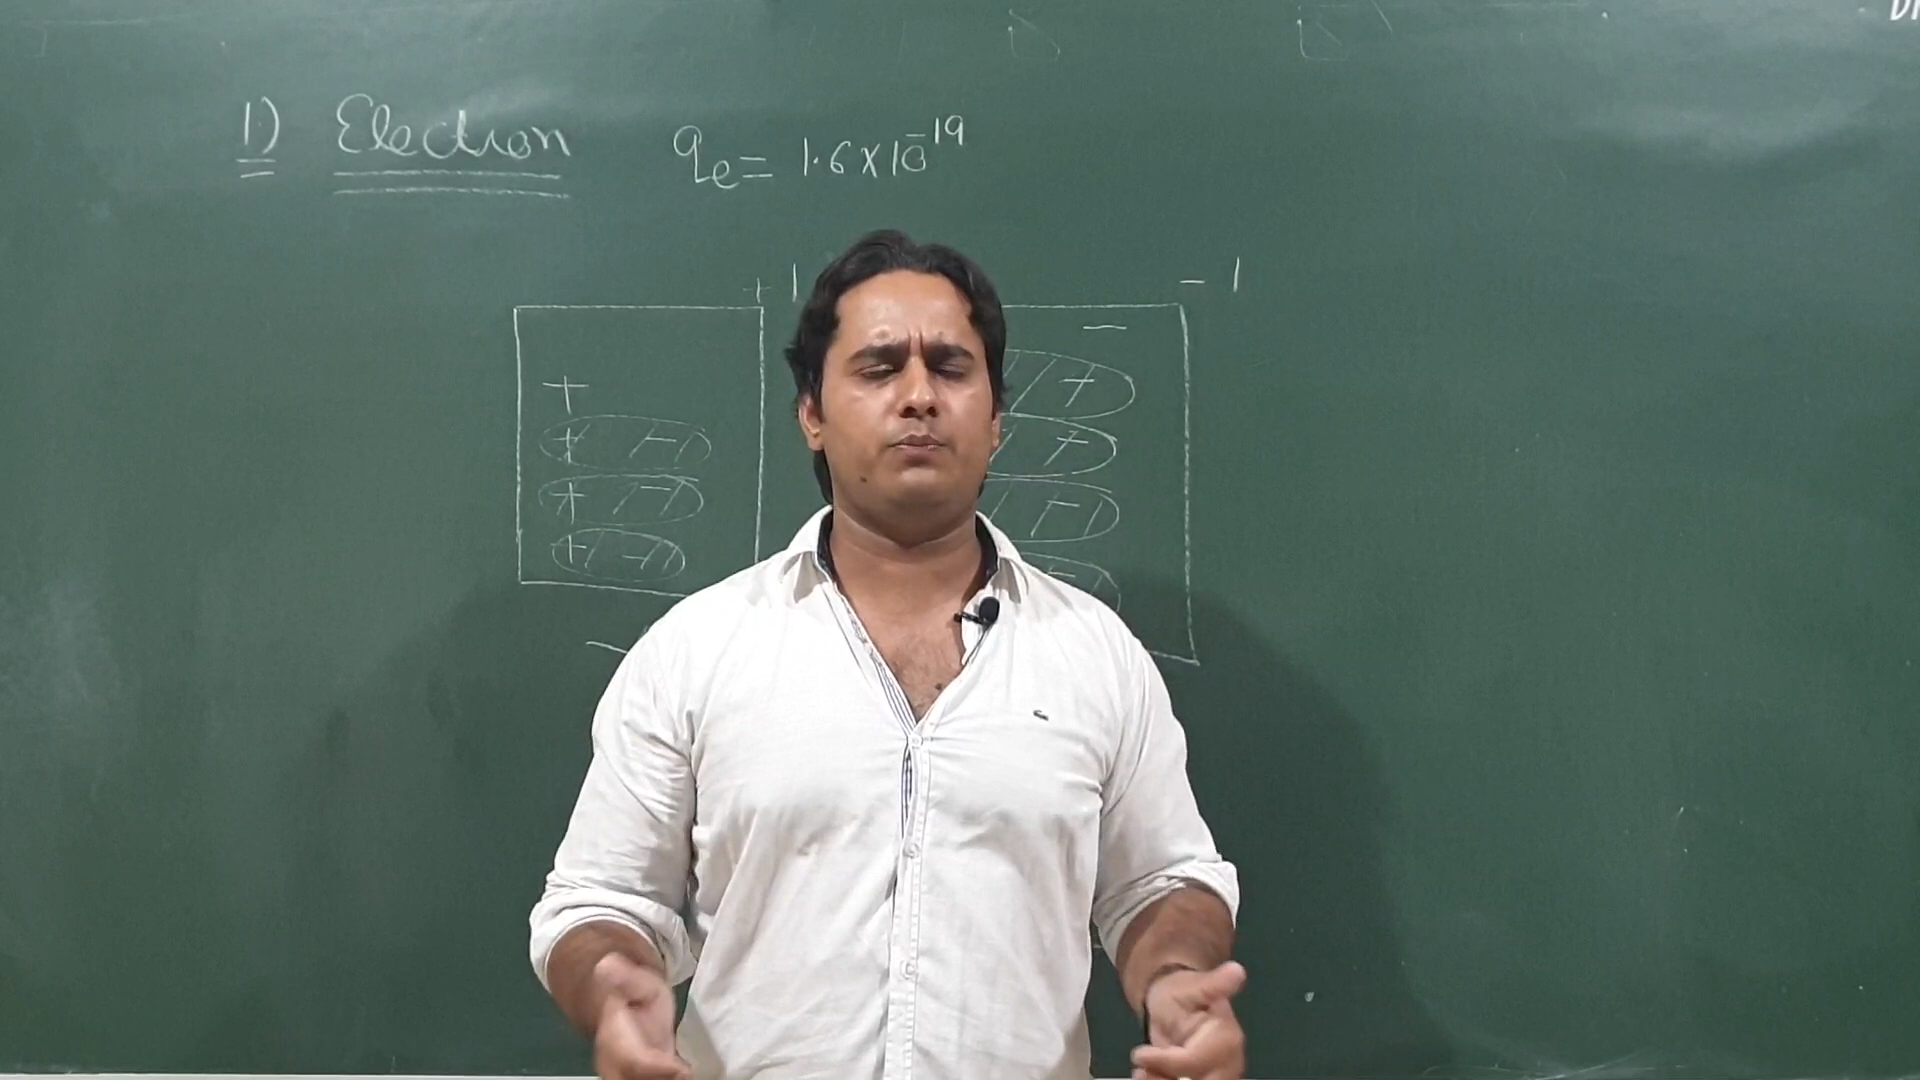 1) Electron qe = 1.6 x 10^-19
+1 -1
-
+ +
+ - +
+ - -
+ - -